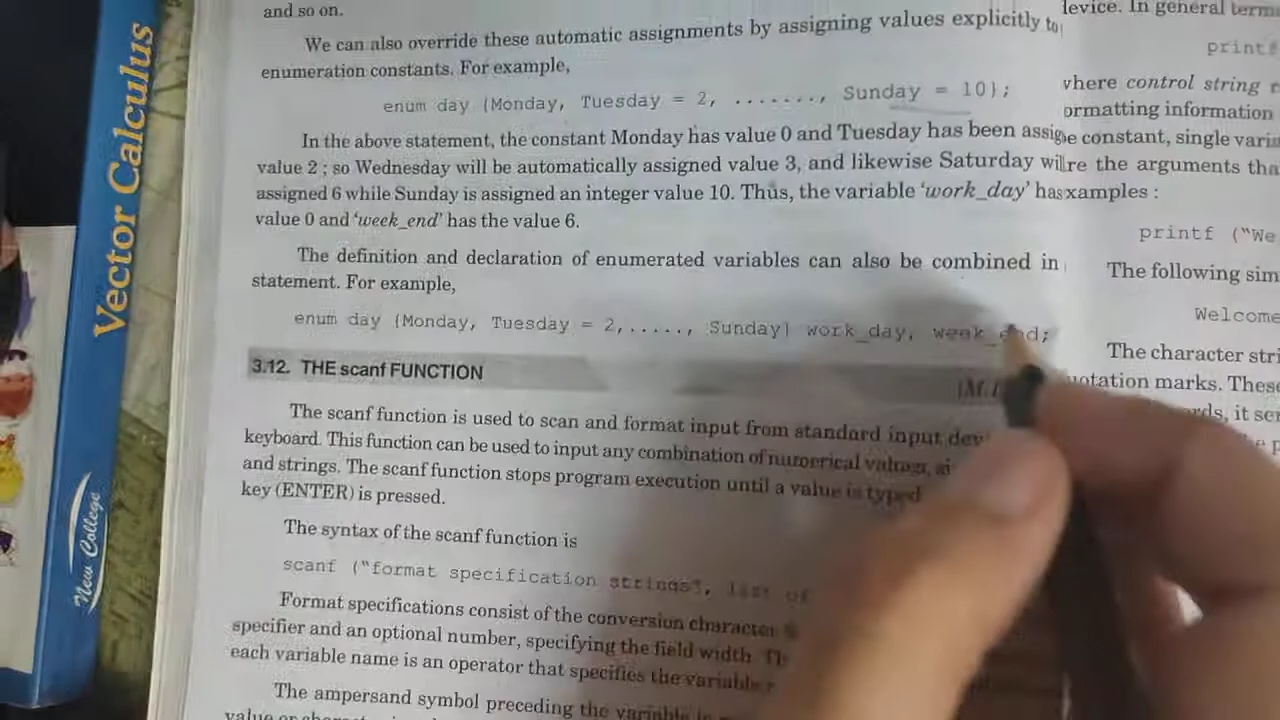 Vector Calculus
New College
and so on.
We can also override these automatic assignments by assigning values explicitly to
enumeration constants. For example,
enum day {Monday, Tuesday = 2, ......., Sunday = 10};
In the above statement, the constant Monday has value 0 and Tuesday has been assig
value 2 ; so Wednesday will be automatically assigned value 3, and likewise Saturday will
assigned 6 while Sunday is assigned an integer value 10. Thus, the variable ‘work_day’ has
value 0 and ‘week_end’ has the value 6.
The definition and declaration of enumerated variables can also be combined in
statement. For example,
enum day {Monday, Tuesday = 2,....., Sunday} work_day, week_end;
3.12. THE scanf FUNCTION
The scanf function is used to scan and format input from standard input dev
keyboard. This function can be used to input any combination of numerical values,
and strings. The scanf function stops program execution until a value is typed
key (ENTER) is pressed.
The syntax of the scanf function is
scanf ("format specification strings", list of
Format specifications consist of the conversion character %
specifier and an optional number, specifying the field width. Th
each variable name is an operator that specifies the variable
The ampersand symbol preceding the variable
value or
levice. In general term
printf
where control string
ormatting information
e constant, single varia
re the arguments tha
xamples :
printf ("We
The following sim
Welcome
The character stri
uotation marks. These
rds, it ser